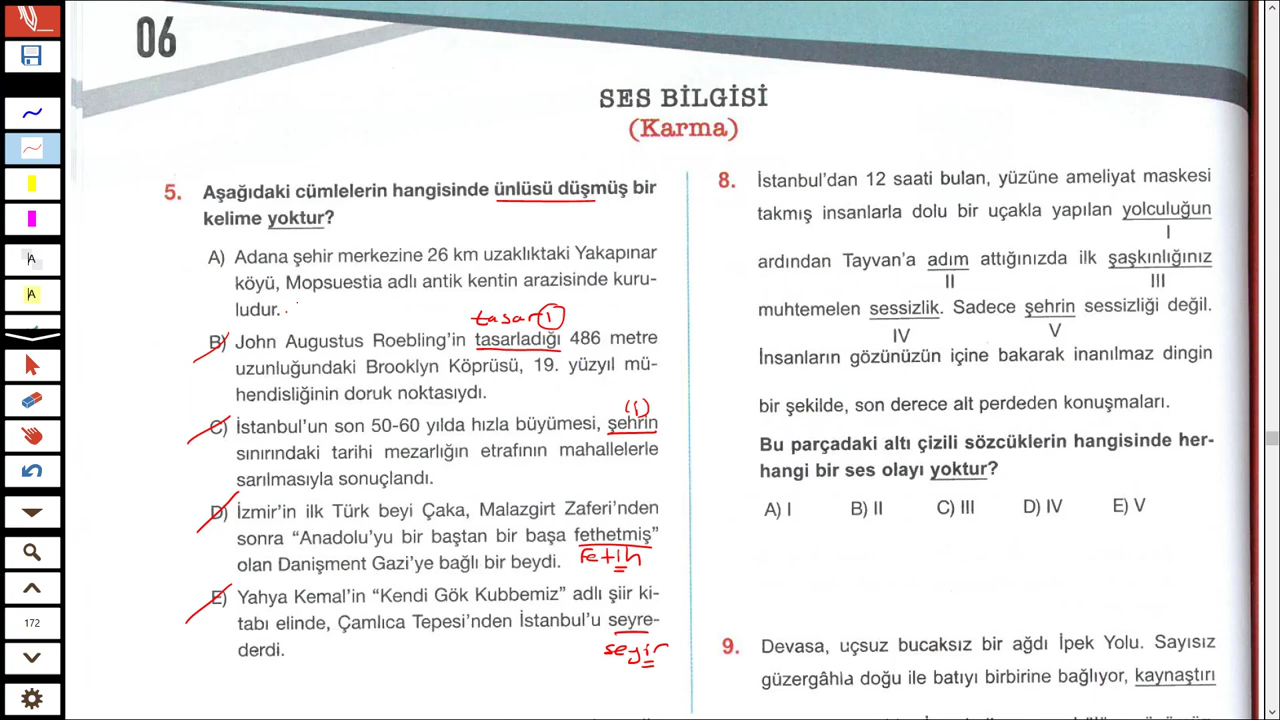 06
SES BİLGİSİ
(Karma)
5. Aşağıdaki cümlelerin hangisinde ünlüsü düşmüş bir
kelime yoktur?
A) Adana şehir merkezine 26 km uzaklıktaki Yakapınar
köyü, Mopsuestia adlı antik kentin arazisinde kuru-
ludur.
tasar ı
B) John Augustus Roebling'in tasarladığı 486 metre
uzunluğundaki Brooklyn Köprüsü, 19. yüzyıl mü-
hendisliğinin doruk noktasıydı.
(i)
C) İstanbul'un son 50-60 yılda hızla büyümesi, şehrin
sınırındaki tarihi mezarlığın etrafının mahallelerle
sarılmasıyla sonuçlandı.
D) İzmir'in ilk Türk beyi Çaka, Malazgirt Zaferi'nden
sonra "Anadolu'yu bir baştan bir başa fethetmiş"
olan Danişment Gazi'ye bağlı bir beydi.
Fetih
E) Yahya Kemal'in "Kendi Gök Kubbemiz" adlı şiir ki-
tabı elinde, Çamlıca Tepesi'nden İstanbul'u seyre-
derdi.
seyir
8. İstanbul'dan 12 saati bulan, yüzüne ameliyat maskesi
takmış insanlarla dolu bir uçakla yapılan yolculuğun
I
ardından Tayvan'a adım attığınızda ilk şaşkınlığınız
II III
muhtemelen sessizlik. Sadece şehrin sessizliği değil.
IV V
İnsanların gözünüzün içine bakarak inanılmaz dingin
bir şekilde, son derece alt perdeden konuşmaları.
Bu parçadaki altı çizili sözcüklerin hangisinde her-
hangi bir ses olayı yoktur?
A) I B) II C) III D) IV E) V
9. Devasa, uçsuz bucaksız bir ağdı İpek Yolu. Sayısız
güzergâhla doğu ile batıyı birbirine bağlıyor, kaynaştırı
A
A
172